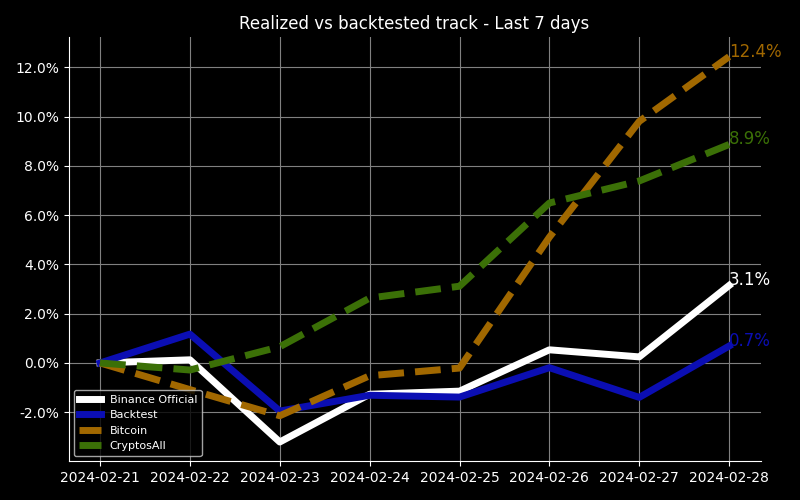 Realized vs backtested track - Last 7 days
12.0%
10.0%
8.0%
6.0%
4.0%
2.0%
0.0%
-2.0%
12.4%
8.9%
3.1%
0.7%
Binance Official
Backtest
Bitcoin
CryptosAll
2024-02-21 2024-02-22 2024-02-23 2024-02-24 2024-02-25 2024-02-26 2024-02-27 2024-02-28